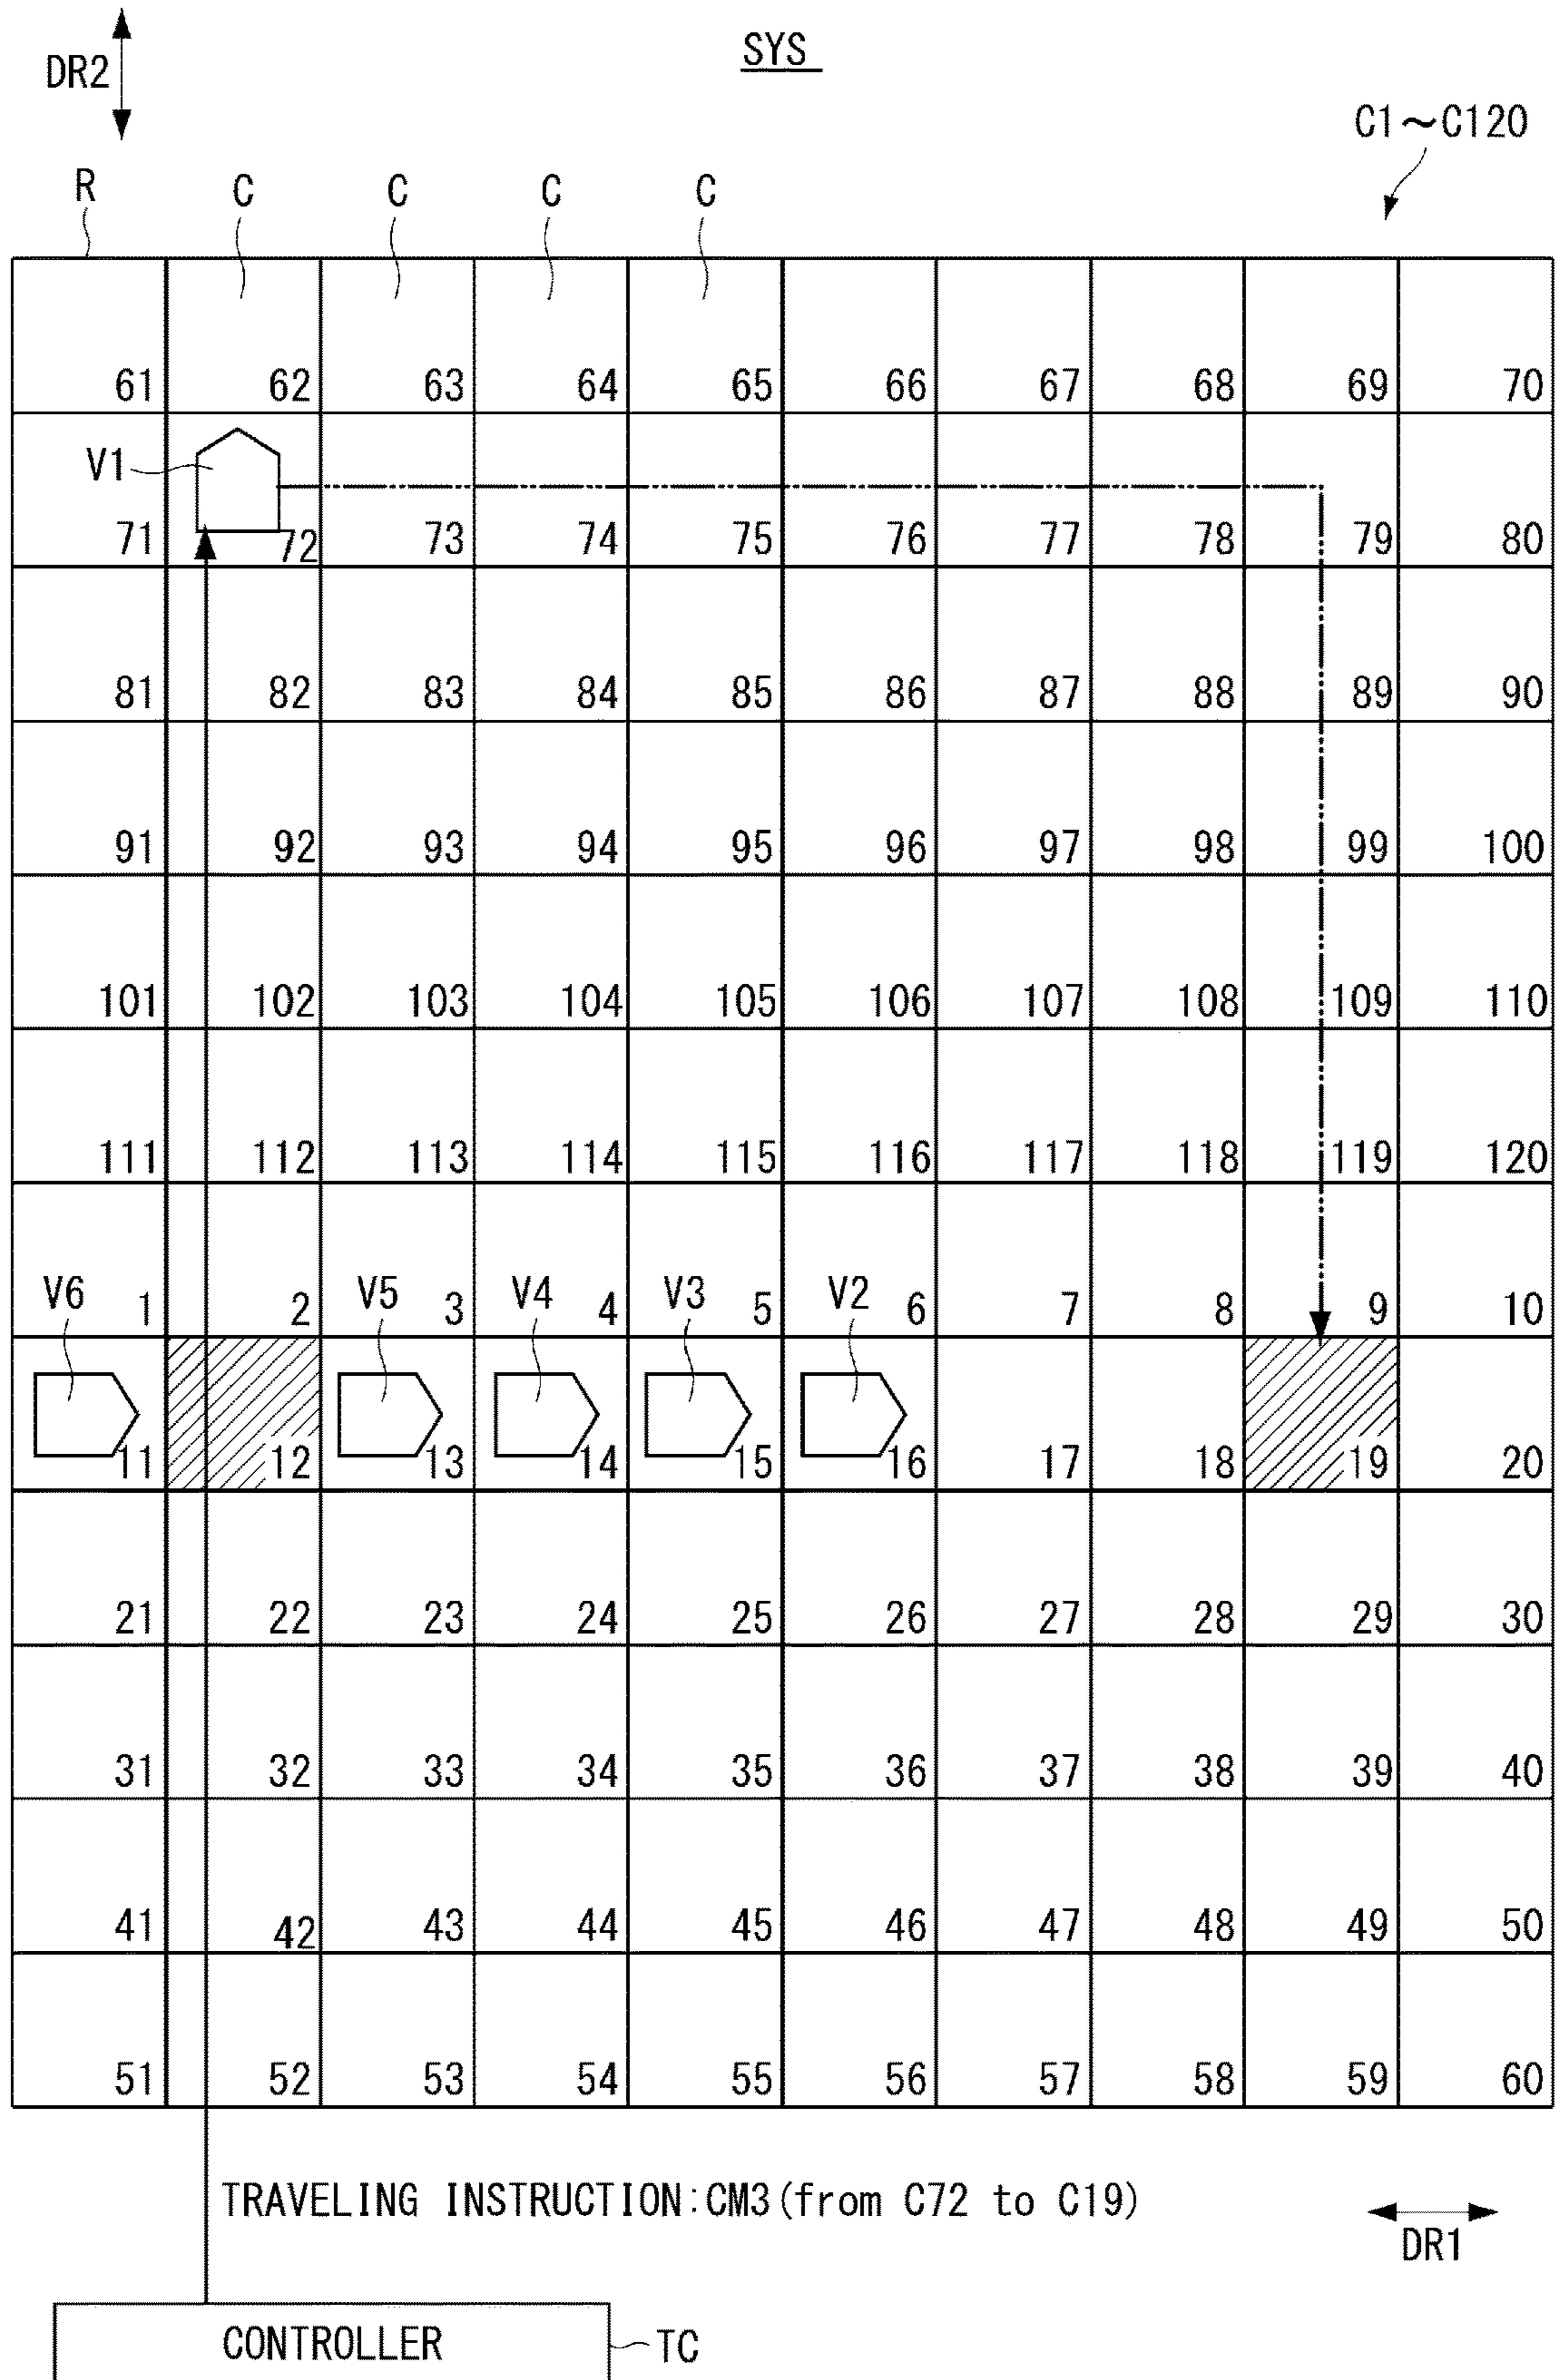 SYS
DR2
C1～C120
R C C C C
61 62 63 64 65 66 67 68 69 70
V1
71 72 73 74 75 76 77 78 79 80
81 82 83 84 85 86 87 88 89 90
91 92 93 94 95 96 97 98 99 100
101 102 103 104 105 106 107 108 109 110
111 112 113 114 115 116 117 118 119 120
V6 1 2 V5 3 V4 4 V3 5 V2 6 7 8 9 10
11 12 13 14 15 16 17 18 19 20
21 22 23 24 25 26 27 28 29 30
31 32 33 34 35 36 37 38 39 40
41 42 43 44 45 46 47 48 49 50
51 52 53 54 55 56 57 58 59 60
TRAVELING INSTRUCTION:CM3(from C72 to C19)
DR1
CONTROLLER TC